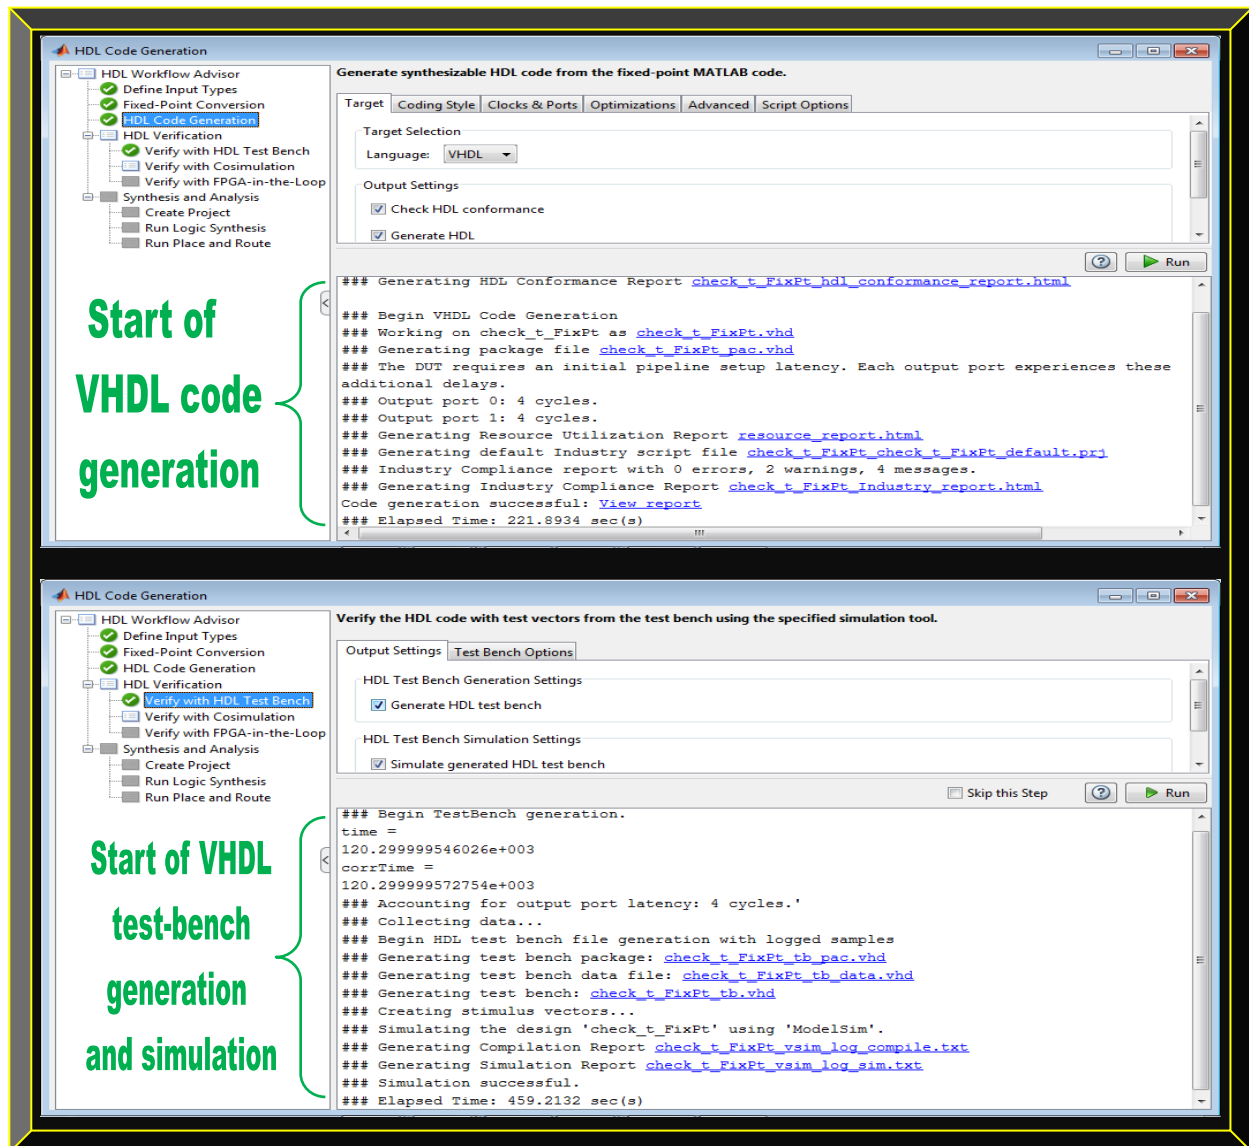 HDL Code Generation
HDL Workflow Advisor
Define Input Types
Fixed-Point Conversion
HDL Code Generation
HDL Verification
Verify with HDL Test Bench
Verify with Cosimulation
Verify with FPGA-in-the-Loop
Synthesis and Analysis
Create Project
Run Logic Synthesis
Run Place and Route
Generate synthesizable HDL code from the fixed-point MATLAB code.
Target Coding Style Clocks & Ports Optimizations Advanced Script Options
Target Selection
Language: VHDL
Output Settings
Check HDL conformance
Generate HDL
Run
Start of
VHDL code
generation
### Generating HDL Conformance Report check_t_FixPt_hdl_conformance_report.html
### Begin VHDL Code Generation
### Working on check_t_FixPt as check_t_FixPt.vhd
### Generating package file check_t_FixPt_pac.vhd
### The DUT requires an initial pipeline setup latency. Each output port experiences these
additional delays.
### Output port 0: 4 cycles.
### Output port 1: 4 cycles.
### Generating Resource Utilization Report resource_report.html
### Generating default Industry script file check_t_FixPt_check_t_FixPt_default.prj
### Industry Compliance report with 0 errors, 2 warnings, 4 messages.
### Generating Industry Compliance Report check_t_FixPt_Industry_report.html
Code generation successful: View report
### Elapsed Time: 221.8934 sec(s)
HDL Code Generation
HDL Workflow Advisor
Define Input Types
Fixed-Point Conversion
HDL Code Generation
HDL Verification
Verify with HDL Test Bench
Verify with Cosimulation
Verify with FPGA-in-the-Loop
Synthesis and Analysis
Create Project
Run Logic Synthesis
Run Place and Route
Verify the HDL code with test vectors from the test bench using the specified simulation tool.
Output Settings Test Bench Options
HDL Test Bench Generation Settings
Generate HDL test bench
HDL Test Bench Simulation Settings
Simulate generated HDL test bench
Skip this Step ? Run
Start of VHDL
test-bench
generation
and simulation
### Begin TestBench generation.
time =
120.299999546026e+003
corrTime =
120.299999572754e+003
### Accounting for output port latency: 4 cycles.'
### Collecting data...
### Begin HDL test bench file generation with logged samples
### Generating test bench package: check_t_FixPt_tb_pac.vhd
### Generating test bench data file: check_t_FixPt_tb_data.vhd
### Generating test bench: check_t_FixPt_tb.vhd
### Creating stimulus vectors...
### Simulating the design 'check_t_FixPt' using 'ModelSim'.
### Generating Compilation Report check_t_FixPt_vsim_log_compile.txt
### Generating Simulation Report check_t_FixPt_vsim_log_sim.txt
### Simulation successful.
### Elapsed Time: 459.2132 sec(s)